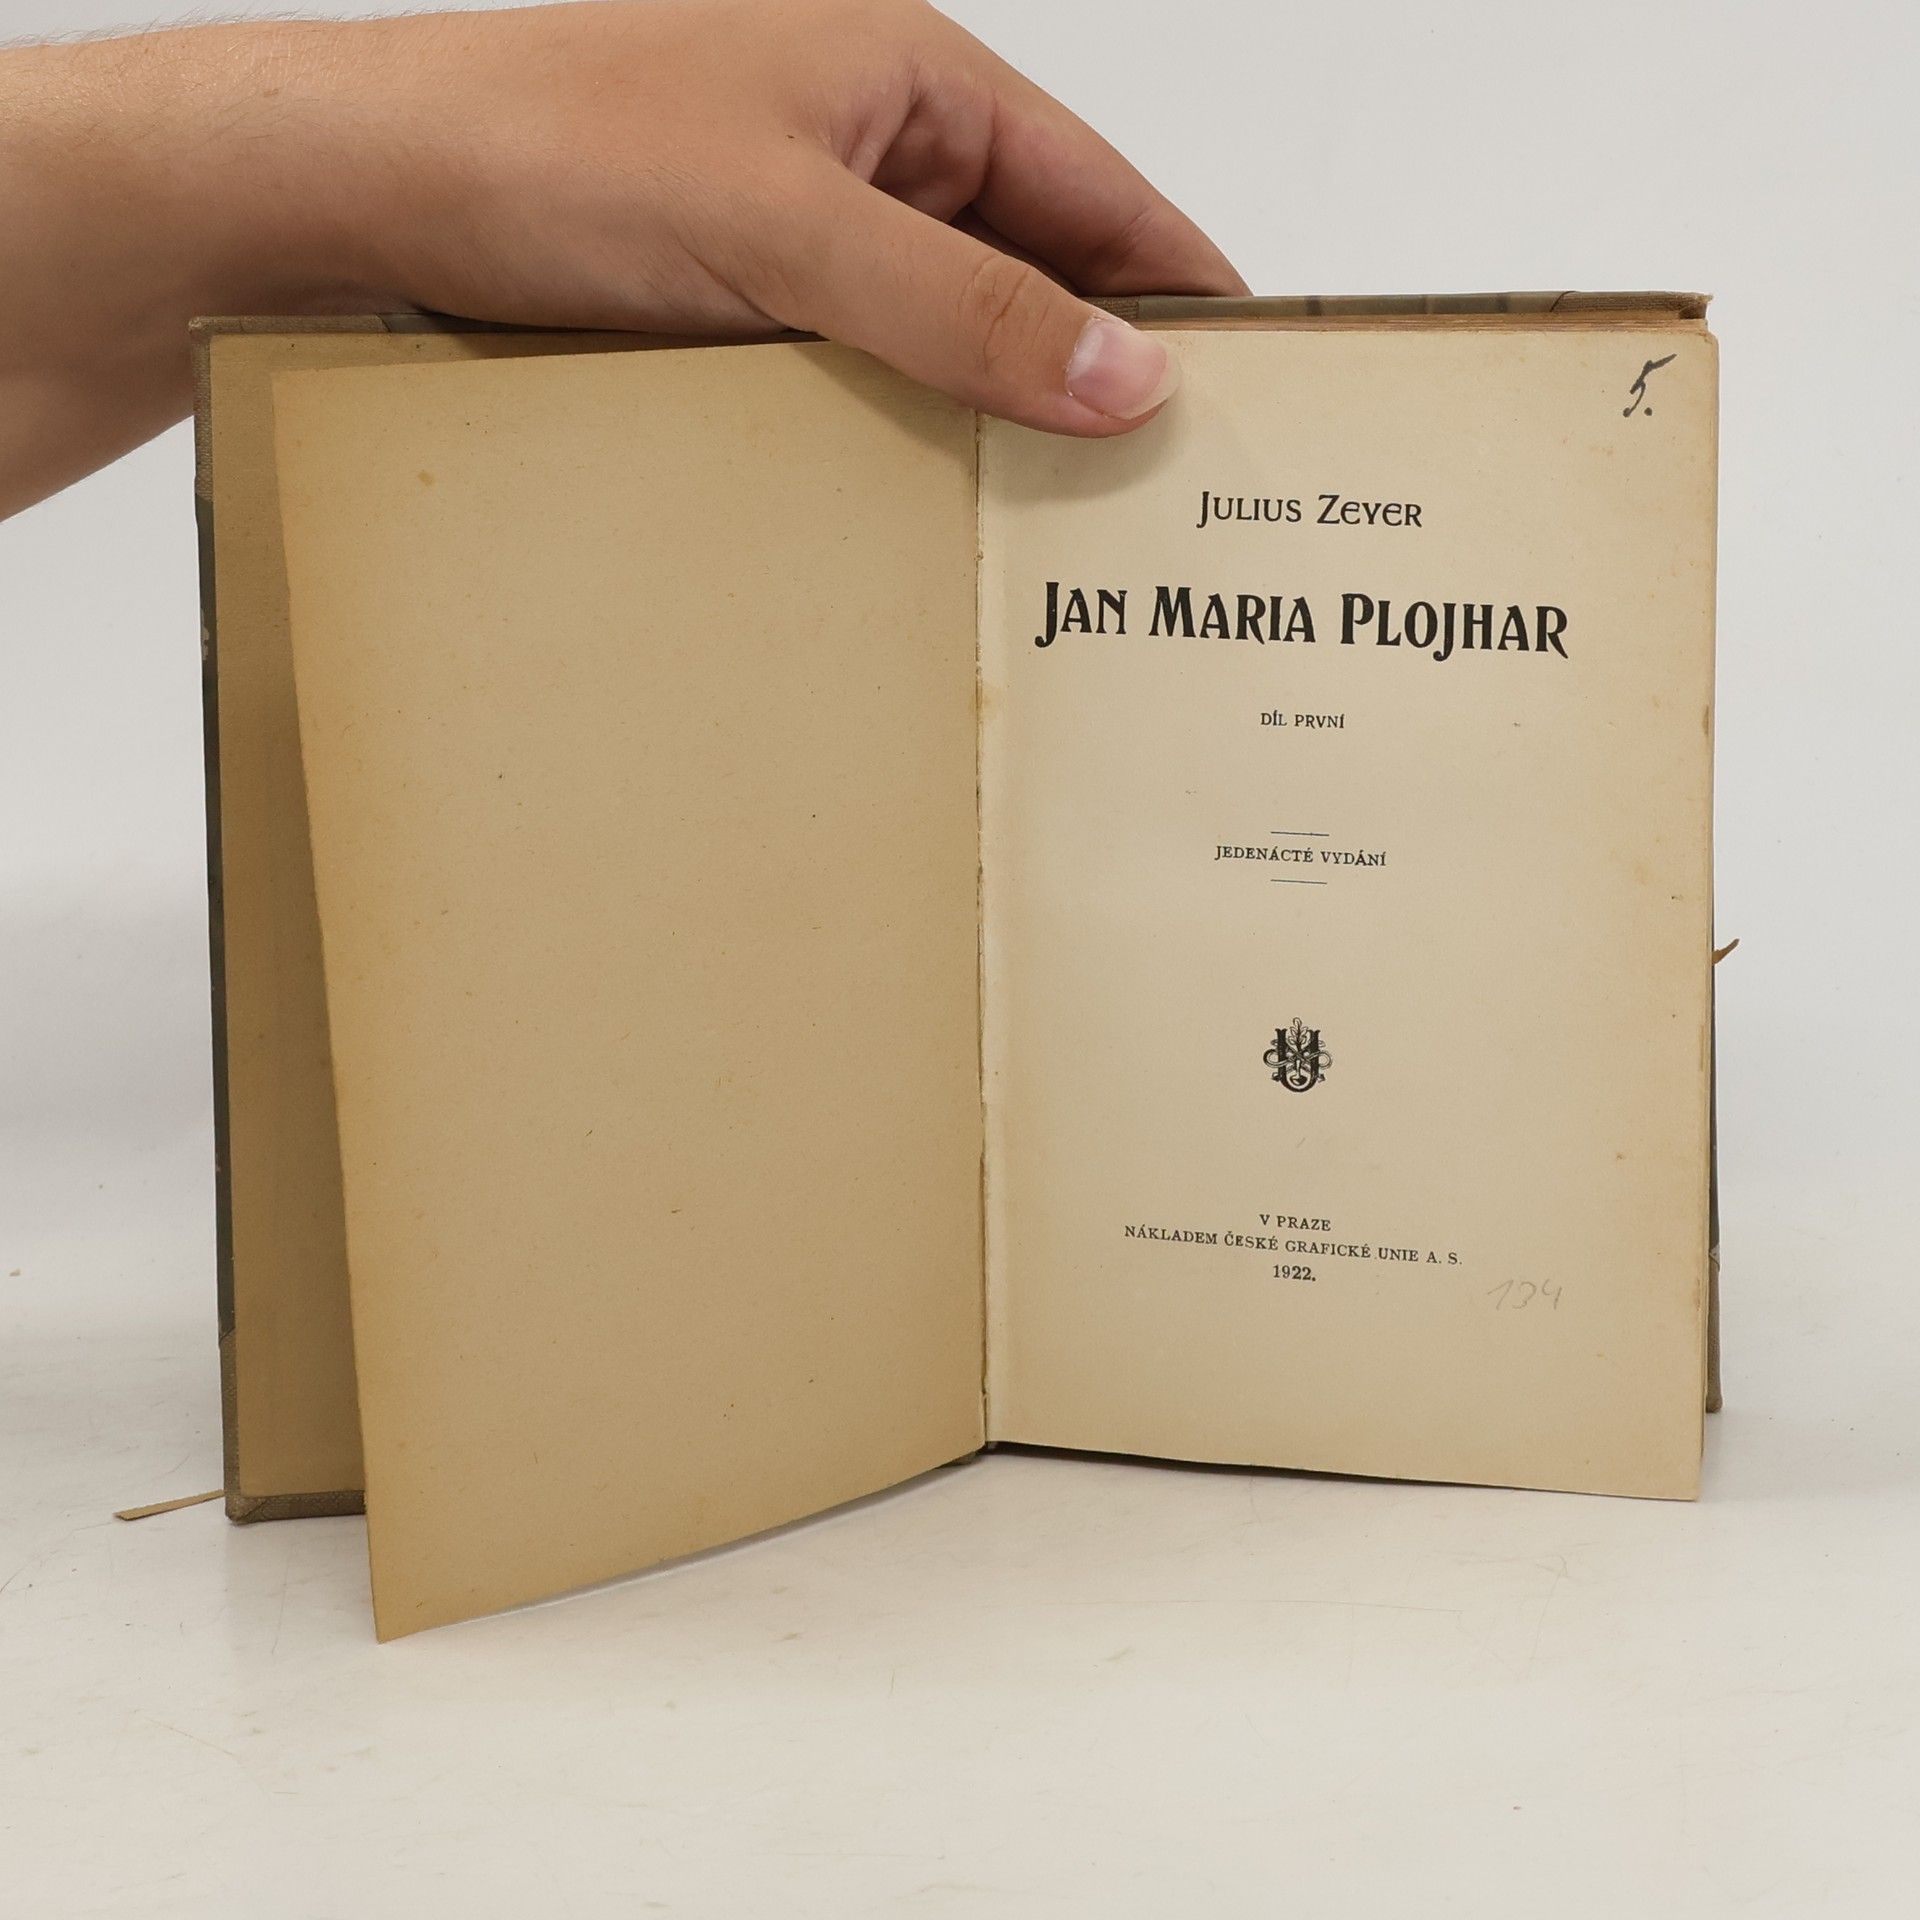 5.
Julius Zeyer
Jan Maria Plojhar
DÍL PRVNÍ
JEDENÁCTÉ VYDÁNÍ
V PRAZE
NÁKLADEM ČESKÉ GRAFICKÉ UNIE A. S.
1922.
134